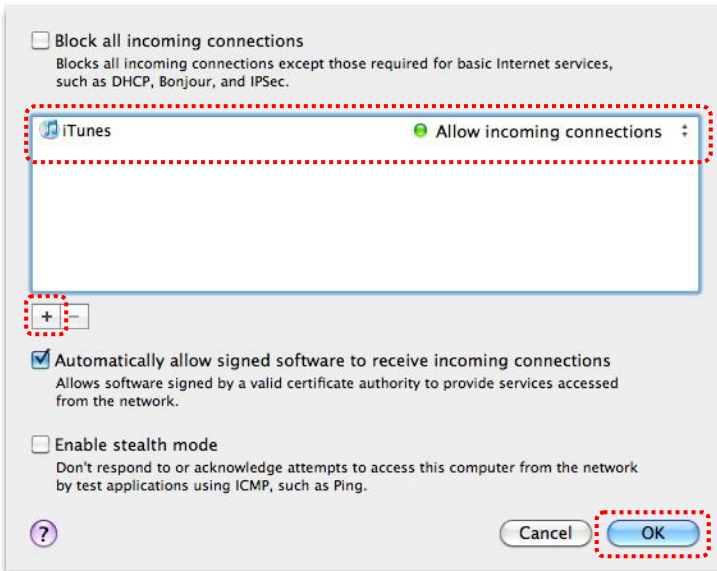 Block all incoming connections
Blocks all incoming connections except those required for basic Internet services,
such as DHCP, Bonjour, and IPSec.
iTunes Allow incoming connections
+ −
Automatically allow signed software to receive incoming connections
Allows software signed by a valid certificate authority to provide services accessed
from the network.
Enable stealth mode
Don't respond to or acknowledge attempts to access this computer from the network
by test applications using ICMP, such as Ping.
? Cancel OK